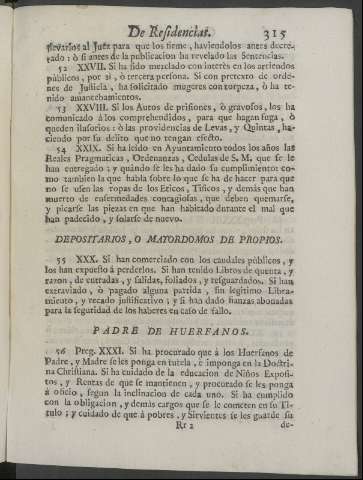 De Residencias. 315
llevarlos al Juez para que los firme, haviendolos antes decre-
tado: ò si antes de la publicacion ha revelado las Sentencias.
52 XXVII. Si ha sido mezclado con interès en los arriendos
públicos, por sì, ò tercera persona. Si con pretexto de orde-
nes de Justicia, ha solicitado mugeres con torpeza, ò ha te-
nido amancebamientos.
53 XXVIII. Si los Autos de prisiones, ò gravosos, los ha
comunicado à los comprehendidos, para que hagan fuga, ò
queden ilusorios: ò las providencias de Levas, y Quintas, ha-
ciendo por su delito que no tengan efecto.
54 XXIX. Si ha leido en Ayuntamiento todos los años las
Reales Pragmaticas, Ordenanzas, Cedulas de S. M. que se le
han entregado; y quándo se les ha dado su cumplimiento: co-
mo tambien la que habla sobre lo que se ha de hacer para que
no se usen las ropas de los Eticos, Tisicos, y demás que han
muerto de enfermedades contagiosas, que deben quemarse,
y picarse las piezas en que han habitado durante el mal que
han padecido, y solarse de nuevo.
DEPOSITARIOS, O MAYORDOMOS DE PROPIOS.
55 XXX. Si han comerciado con los caudales públicos, y
los han expuesto à perderlos. Si han tenido Libros de quenta, y
razon, de entradas, y salidas, foliados, y resguardados. Si han
extraviado, ò pagado alguna partida, sin legitimo Libra-
miento, y recado justificativo; y si han dado fianzas abonadas
para la seguridad de los haberes en caso de fallo.
PADRE DE HUERFANOS.
56 Preg. XXXI. Si ha procurado que à los Huerfanos de
Padre, y Madre se les ponga en tutela, è imponga en la Doctri-
na Christiana. Si ha cuidado de la educacion de Niños Exposi-
tos, y Rentas de que se mantienen, y procurado se les ponga
à oficio, segun la inclinacion de cada uno. Si ha cumplido
con la obligacion, y demás cargos que se le cometen en su Ti-
tulo; y cuidado de que à pobres, y Sirvientes se les guarde su
Rr 2 de-